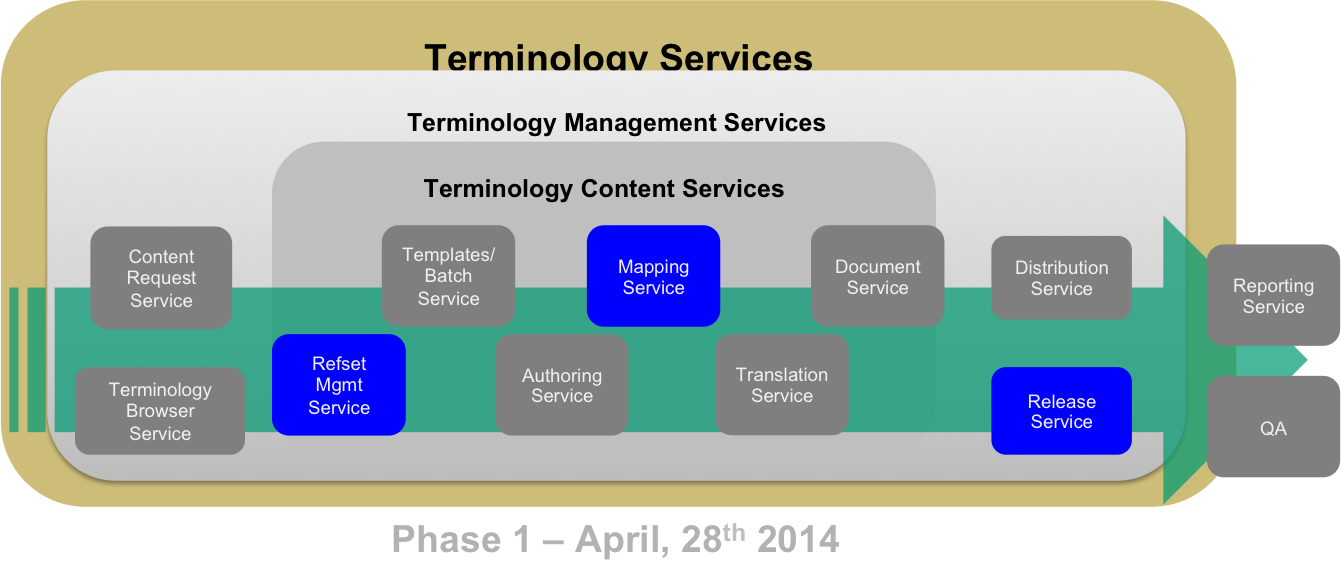 Terminology Services
Terminology Management Services
Terminology Content Services
Content
Request
Service
Templates/
Batch
Service
Mapping
Service
Document
Service
Distribution
Service
Reporting
Service
Terminology
Browser
Service
Refset
Mgmt
Service
Authoring
Service
Translation
Service
Release
Service
QA
Phase 1 – April, 28th 2014